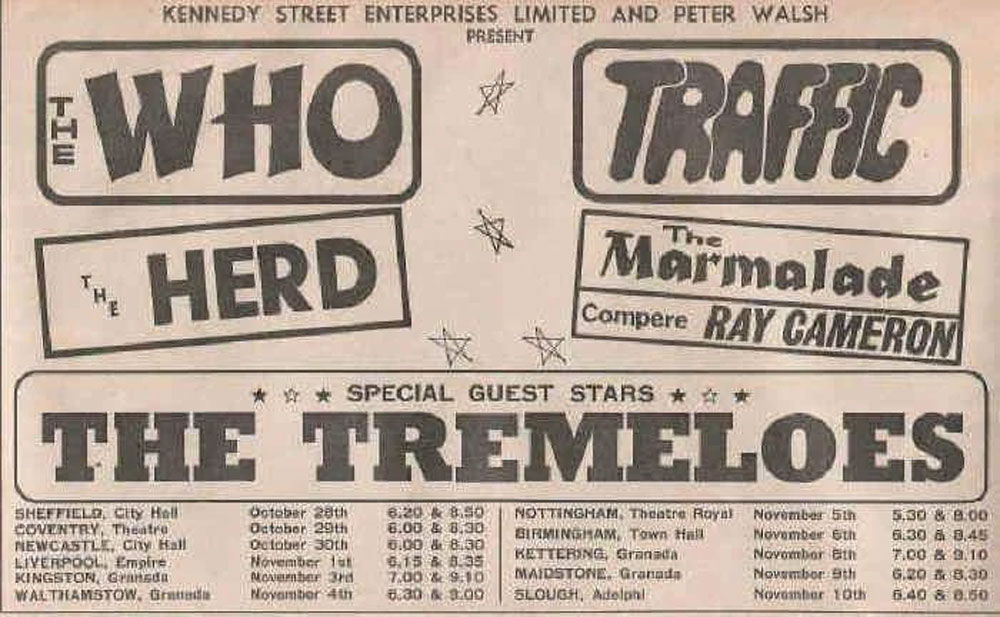 KENNEDY STREET ENTERPRISES LIMITED AND PETER WALSH
PRESENT
THE WHO
TRAFFIC
THE HERD
The Marmalade
Compere RAY CAMERON
★ ☆ ★ SPECIAL GUEST STARS ★ ☆ ★
THE TREMELOES
SHEFFIELD, City Hall October 28th 6.20 & 8.50
COVENTRY, Theatre October 29th 6.00 & 8.30
NEWCASTLE, City Hall October 30th 6.00 & 8.30
LIVERPOOL, Empire November 1st 6.15 & 8.35
KINGSTON, Granada November 3rd 7.00 & 9.10
WALTHAMSTOW, Granada November 4th 6.30 & 9.00
NOTTINGHAM, Theatre Royal November 5th 5.30 & 8.00
BIRMINGHAM, Town Hall November 6th 6.30 & 8.45
KETTERING, Granada November 8th 7.00 & 9.10
MAIDSTONE, Granada November 9th 6.20 & 8.30
SLOUGH, Adelphi November 10th 6.40 & 8.50